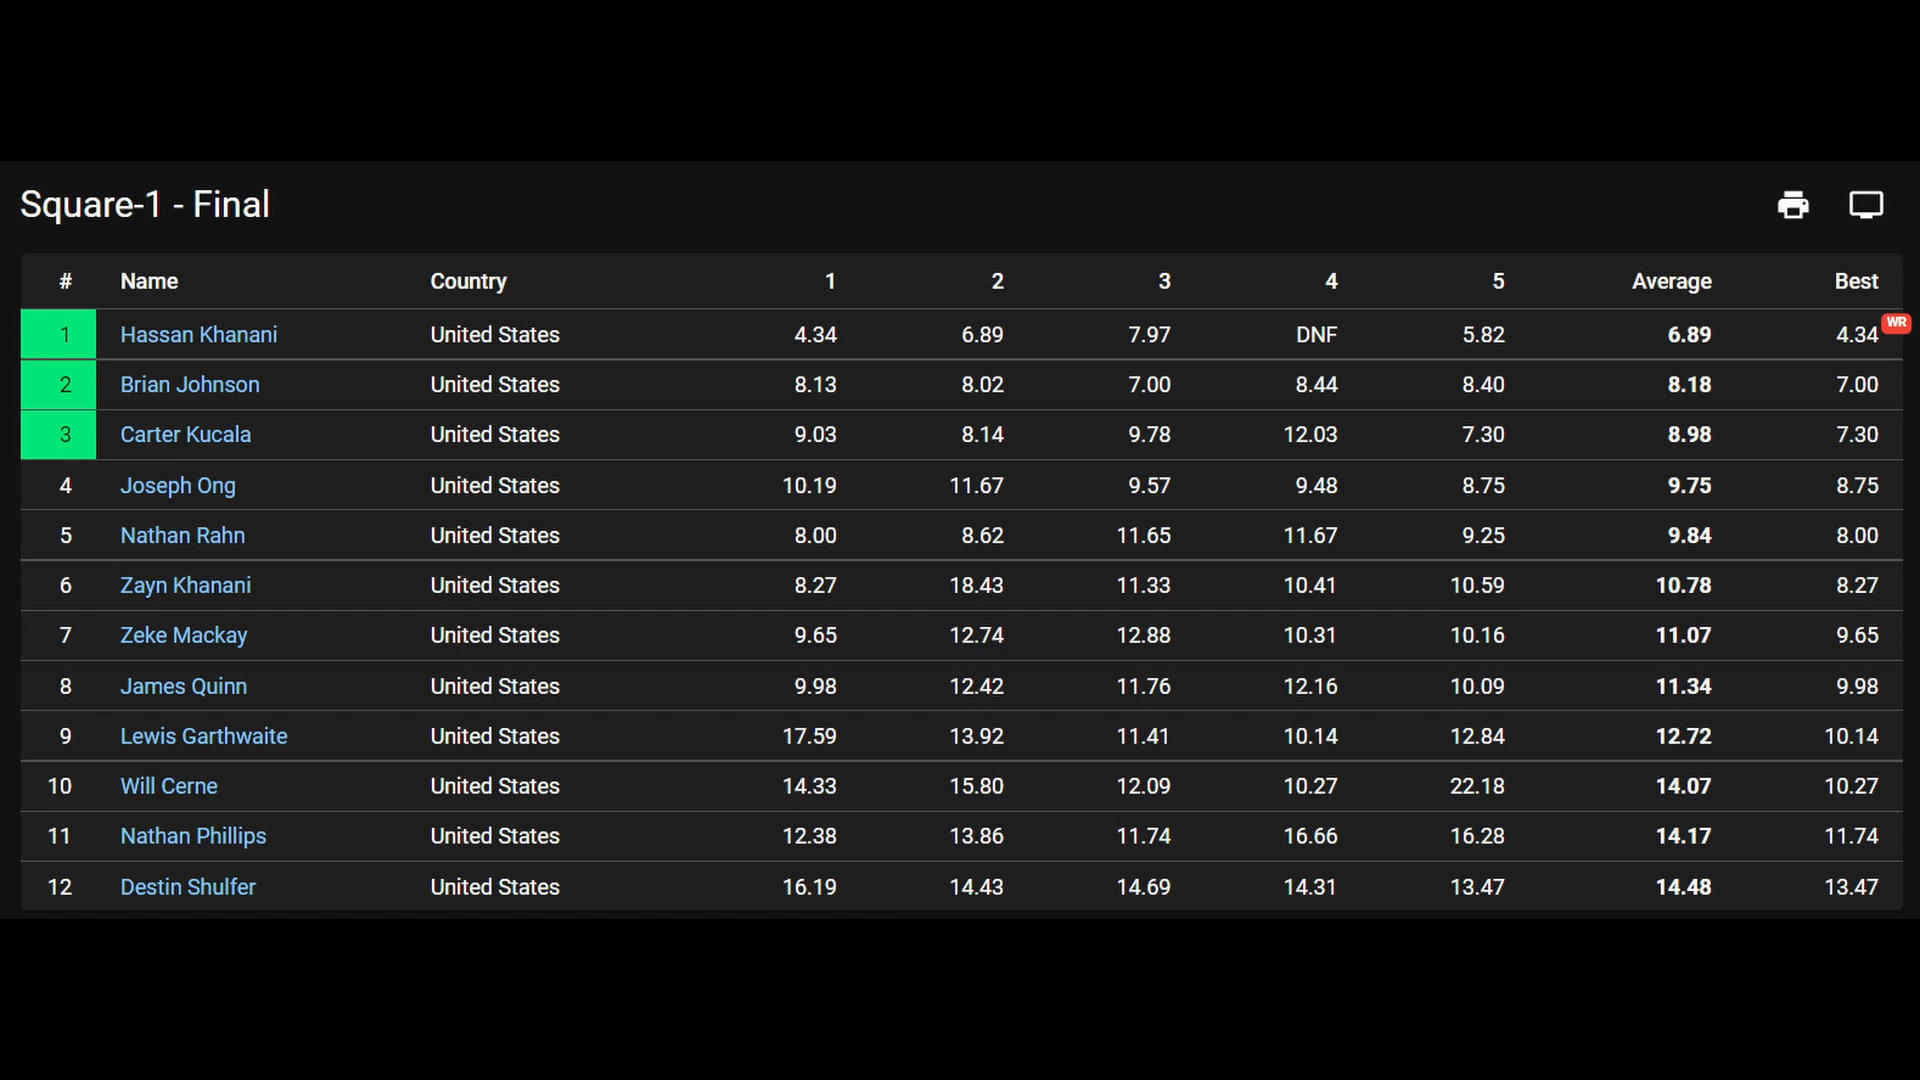 Square-1 - Final
# Name Country 1 2 3 4 5 Average Best
1 Hassan Khanani United States 4.34 6.89 7.97 DNF 5.82 6.89 4.34 WR
2 Brian Johnson United States 8.13 8.02 7.00 8.44 8.40 8.18 7.00
3 Carter Kucala United States 9.03 8.14 9.78 12.03 7.30 8.98 7.30
4 Joseph Ong United States 10.19 11.67 9.57 9.48 8.75 9.75 8.75
5 Nathan Rahn United States 8.00 8.62 11.65 11.67 9.25 9.84 8.00
6 Zayn Khanani United States 8.27 18.43 11.33 10.41 10.59 10.78 8.27
7 Zeke Mackay United States 9.65 12.74 12.88 10.31 10.16 11.07 9.65
8 James Quinn United States 9.98 12.42 11.76 12.16 10.09 11.34 9.98
9 Lewis Garthwaite United States 17.59 13.92 11.41 10.14 12.84 12.72 10.14
10 Will Cerne United States 14.33 15.80 12.09 10.27 22.18 14.07 10.27
11 Nathan Phillips United States 12.38 13.86 11.74 16.66 16.28 14.17 11.74
12 Destin Shulfer United States 16.19 14.43 14.69 14.31 13.47 14.48 13.47